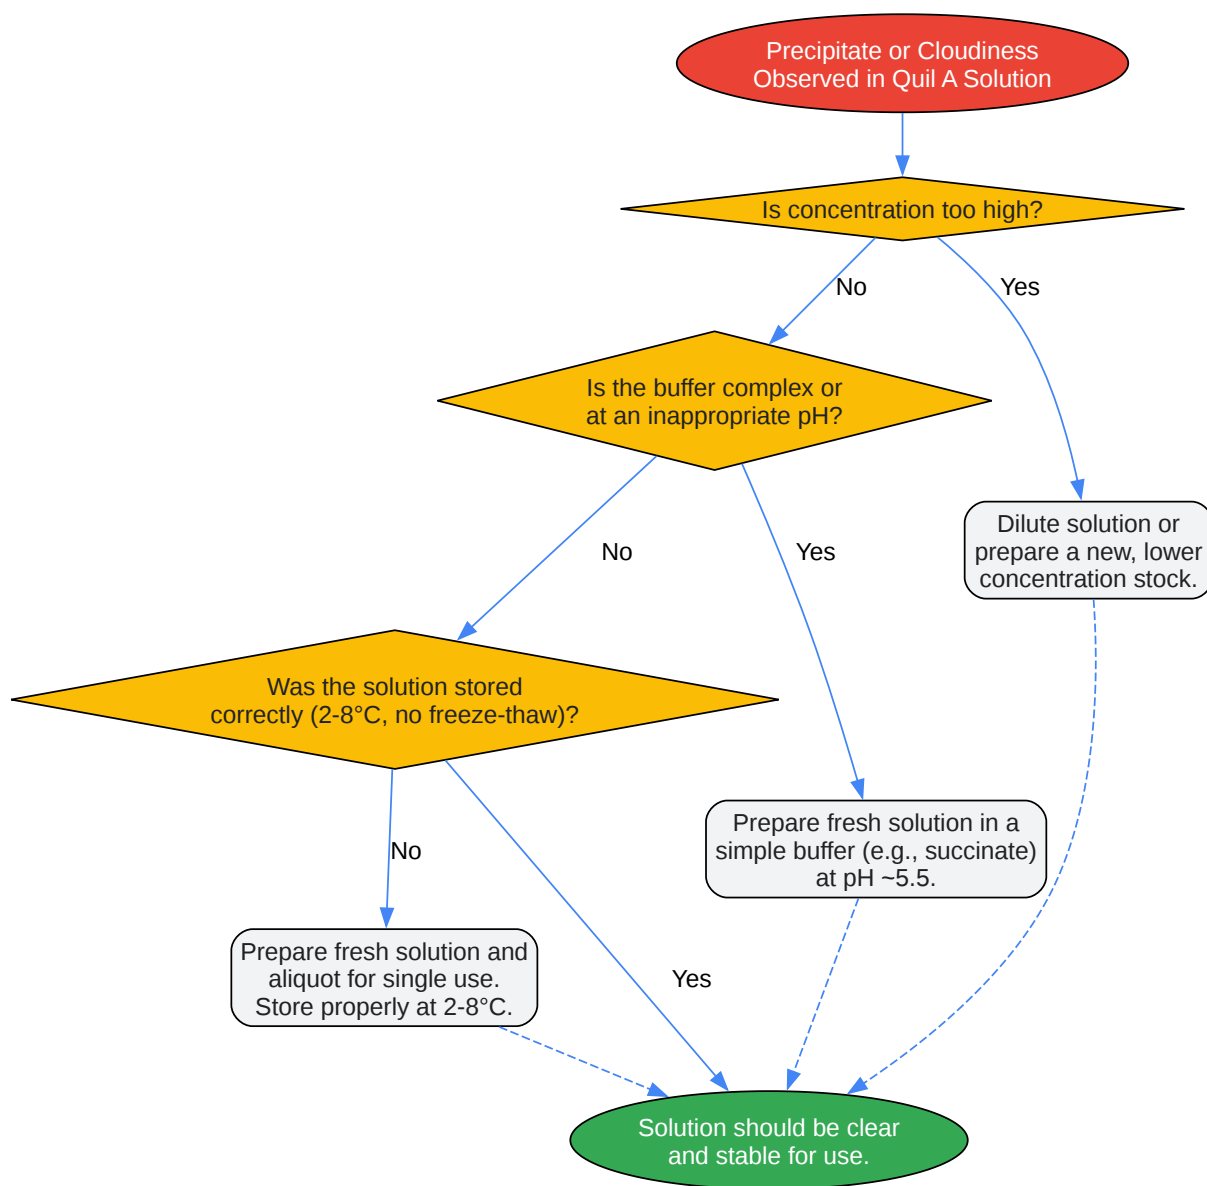 Precipitate or Cloudiness
Observed in Quil A Solution
Is concentration too high?
No
Yes
Is the buffer complex or
at an inappropriate pH?
Dilute solution or
prepare a new, lower
concentration stock.
No
Yes
Was the solution stored
correctly (2-8°C, no freeze-thaw)?
Prepare fresh solution in a
simple buffer (e.g., succinate)
at pH ~5.5.
No
Prepare fresh solution and
aliquot for single use.
Store properly at 2-8°C.
Yes
Solution should be clear
and stable for use.